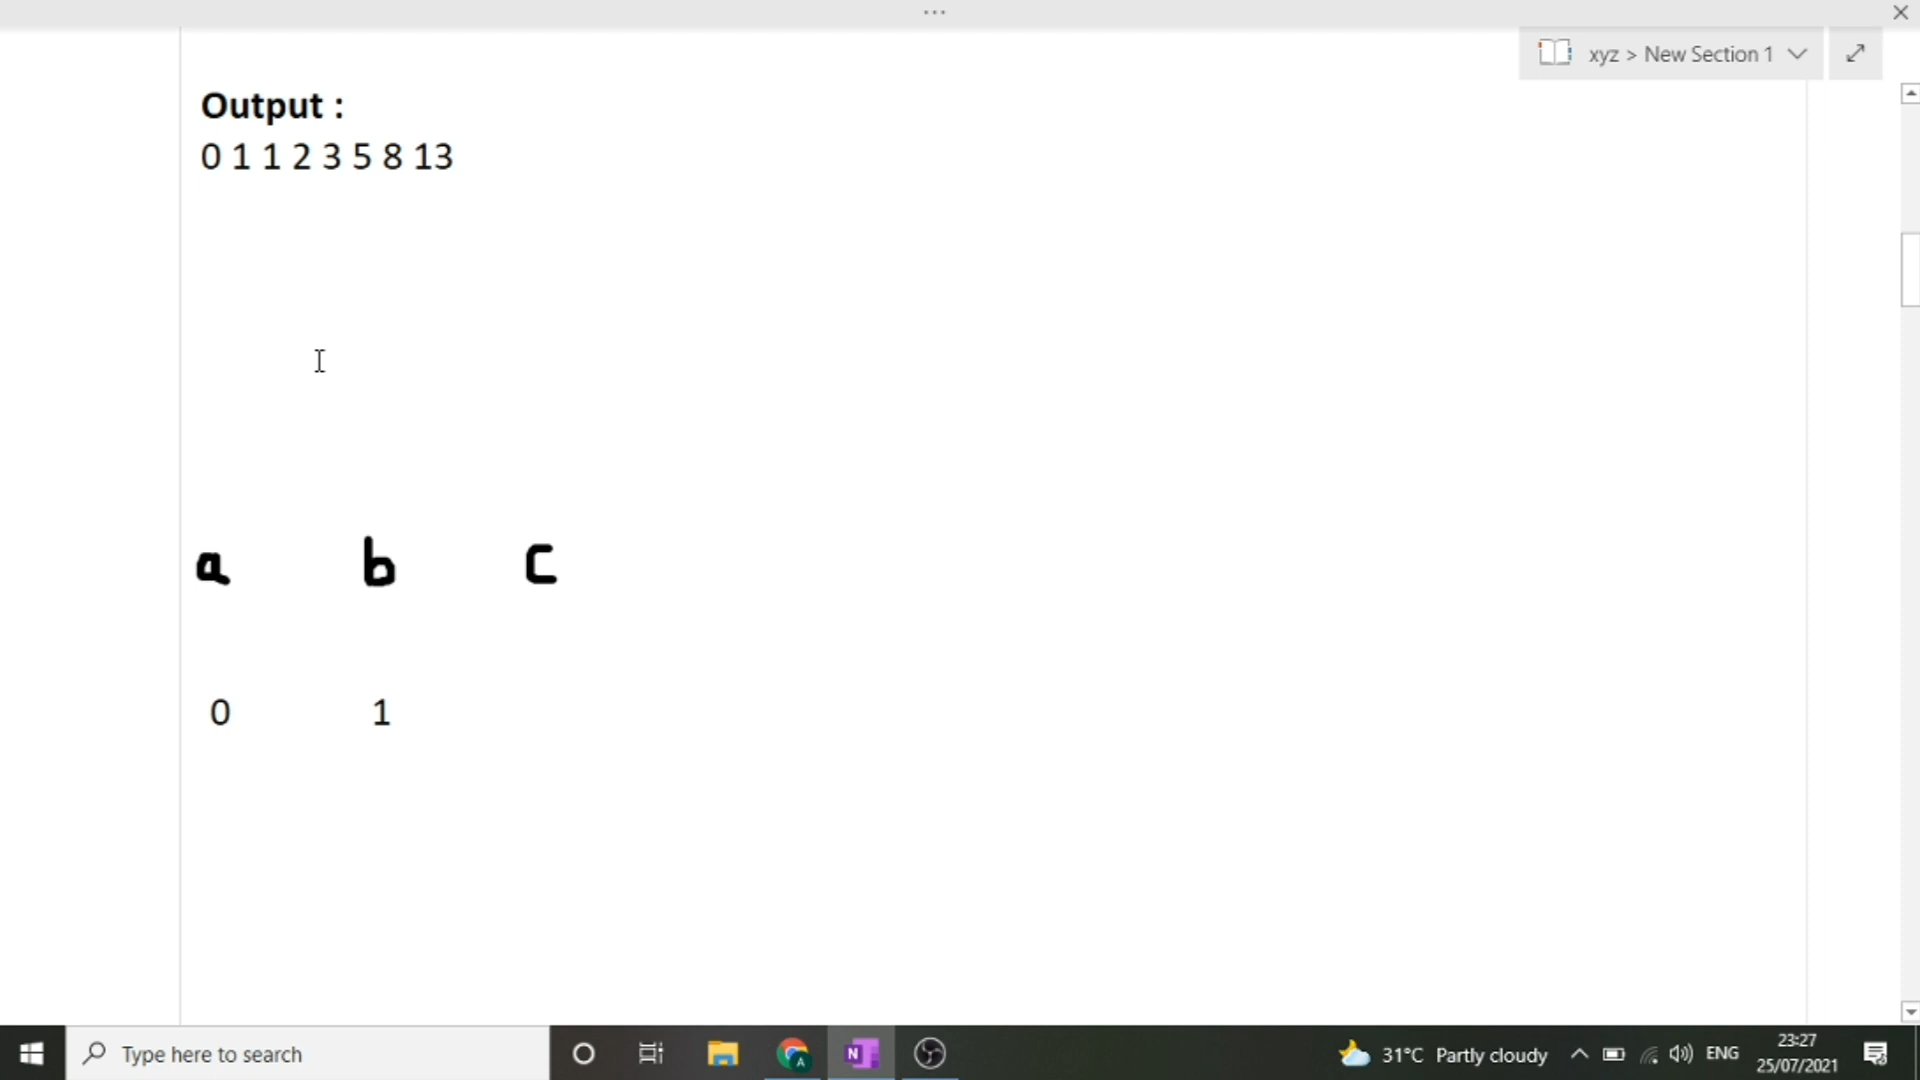 ...
xyz > New Section 1
Output :
0 1 1 2 3 5 8 13
a b c
0 1
Type here to search
N
A
31°C Partly cloudy
ENG
23:27
25/07/2021